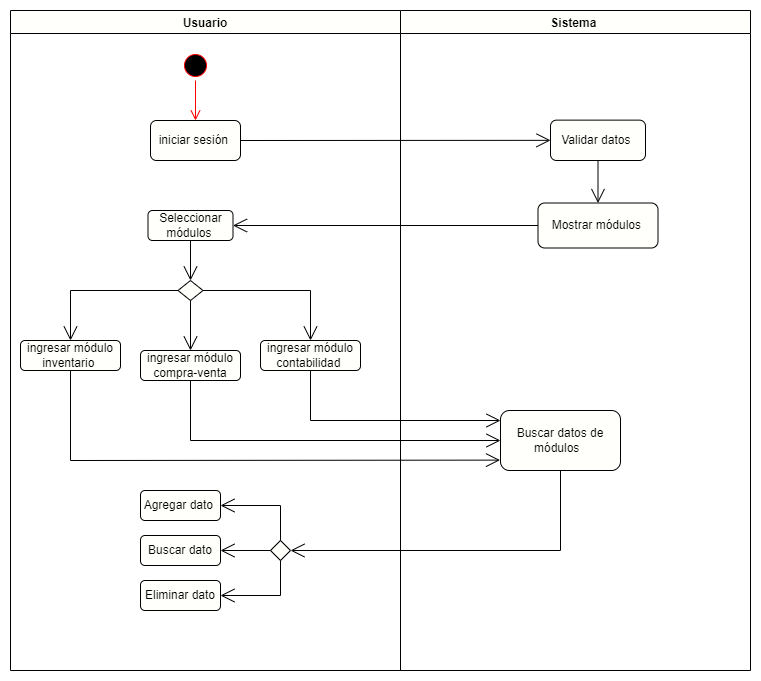 Usuario
Sistema
iniciar sesión
Validar datos
Seleccionar
módulos
Mostrar módulos
ingresar módulo
inventario
ingresar módulo
compra-venta
ingresar módulo
contabilidad
Buscar datos de
módulos
Agregar dato
Buscar dato
Eliminar dato